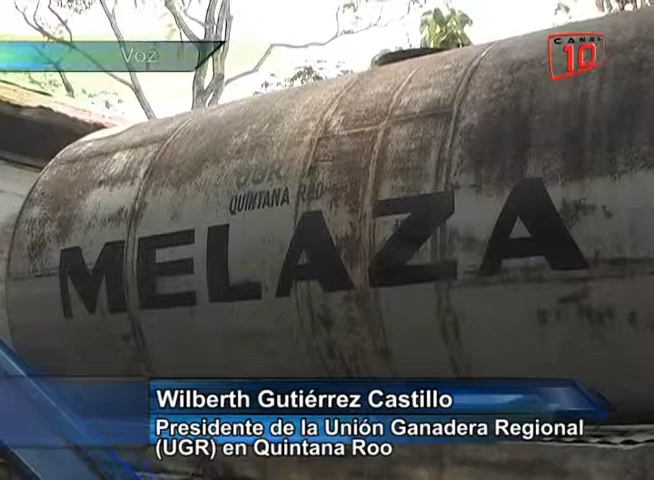 Voz
CANAL
10
UGR
QUINTANA ROO
MELAZA
Wilberth Gutiérrez Castillo
Presidente de la Unión Ganadera Regional
(UGR) en Quintana Roo